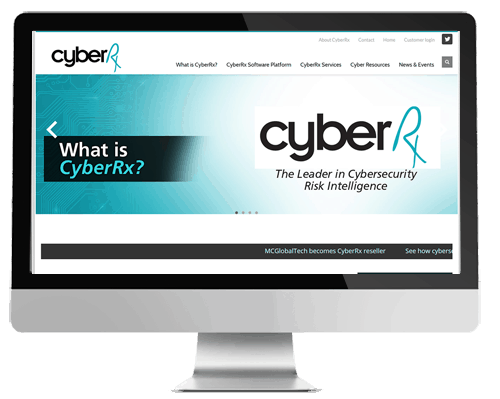 About CyberRx Contact Home Customer login
cyberRx
What is CyberRx? CyberRx Software Platform CyberRx Services Cyber Resources News & Events
What is
CyberRx?
cyberRx
The Leader in Cybersecurity
Risk Intelligence
MCGlobalTech becomes CyberRx reseller See how cyberse